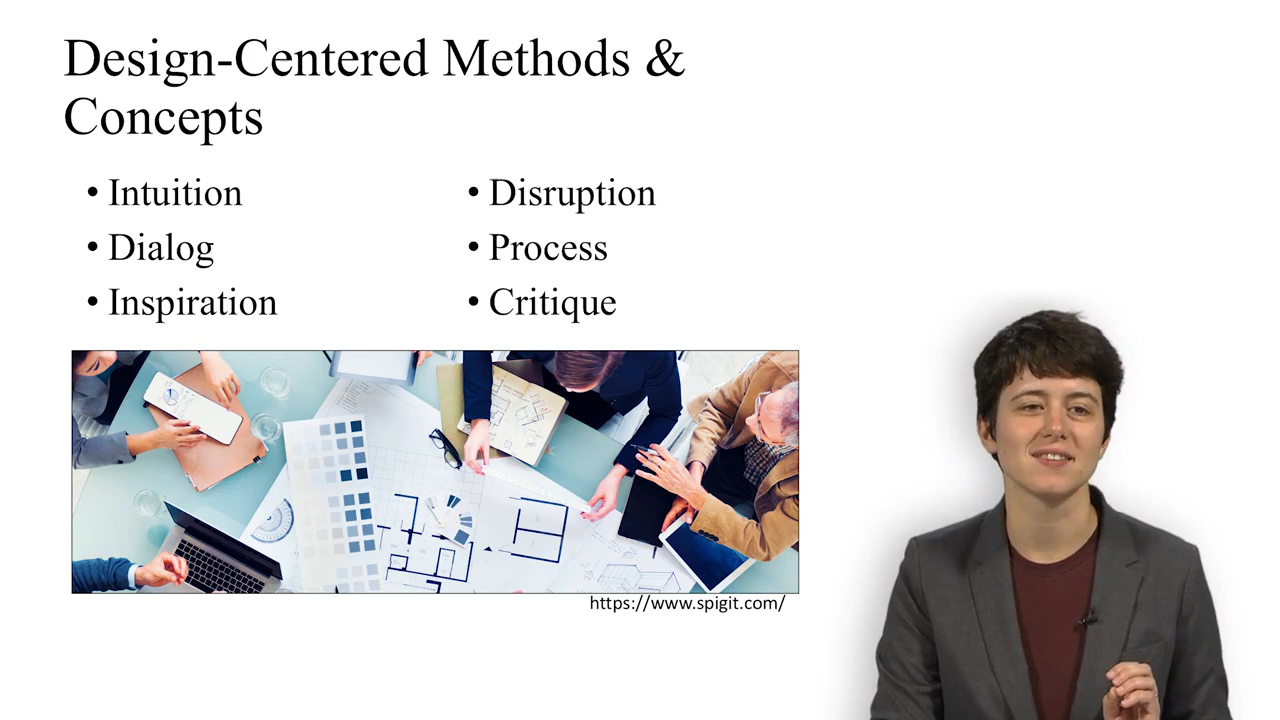 Design-Centered Methods &
Concepts
• Intuition
• Dialog
• Inspiration
• Disruption
• Process
• Critique
https://www.spigit.com/